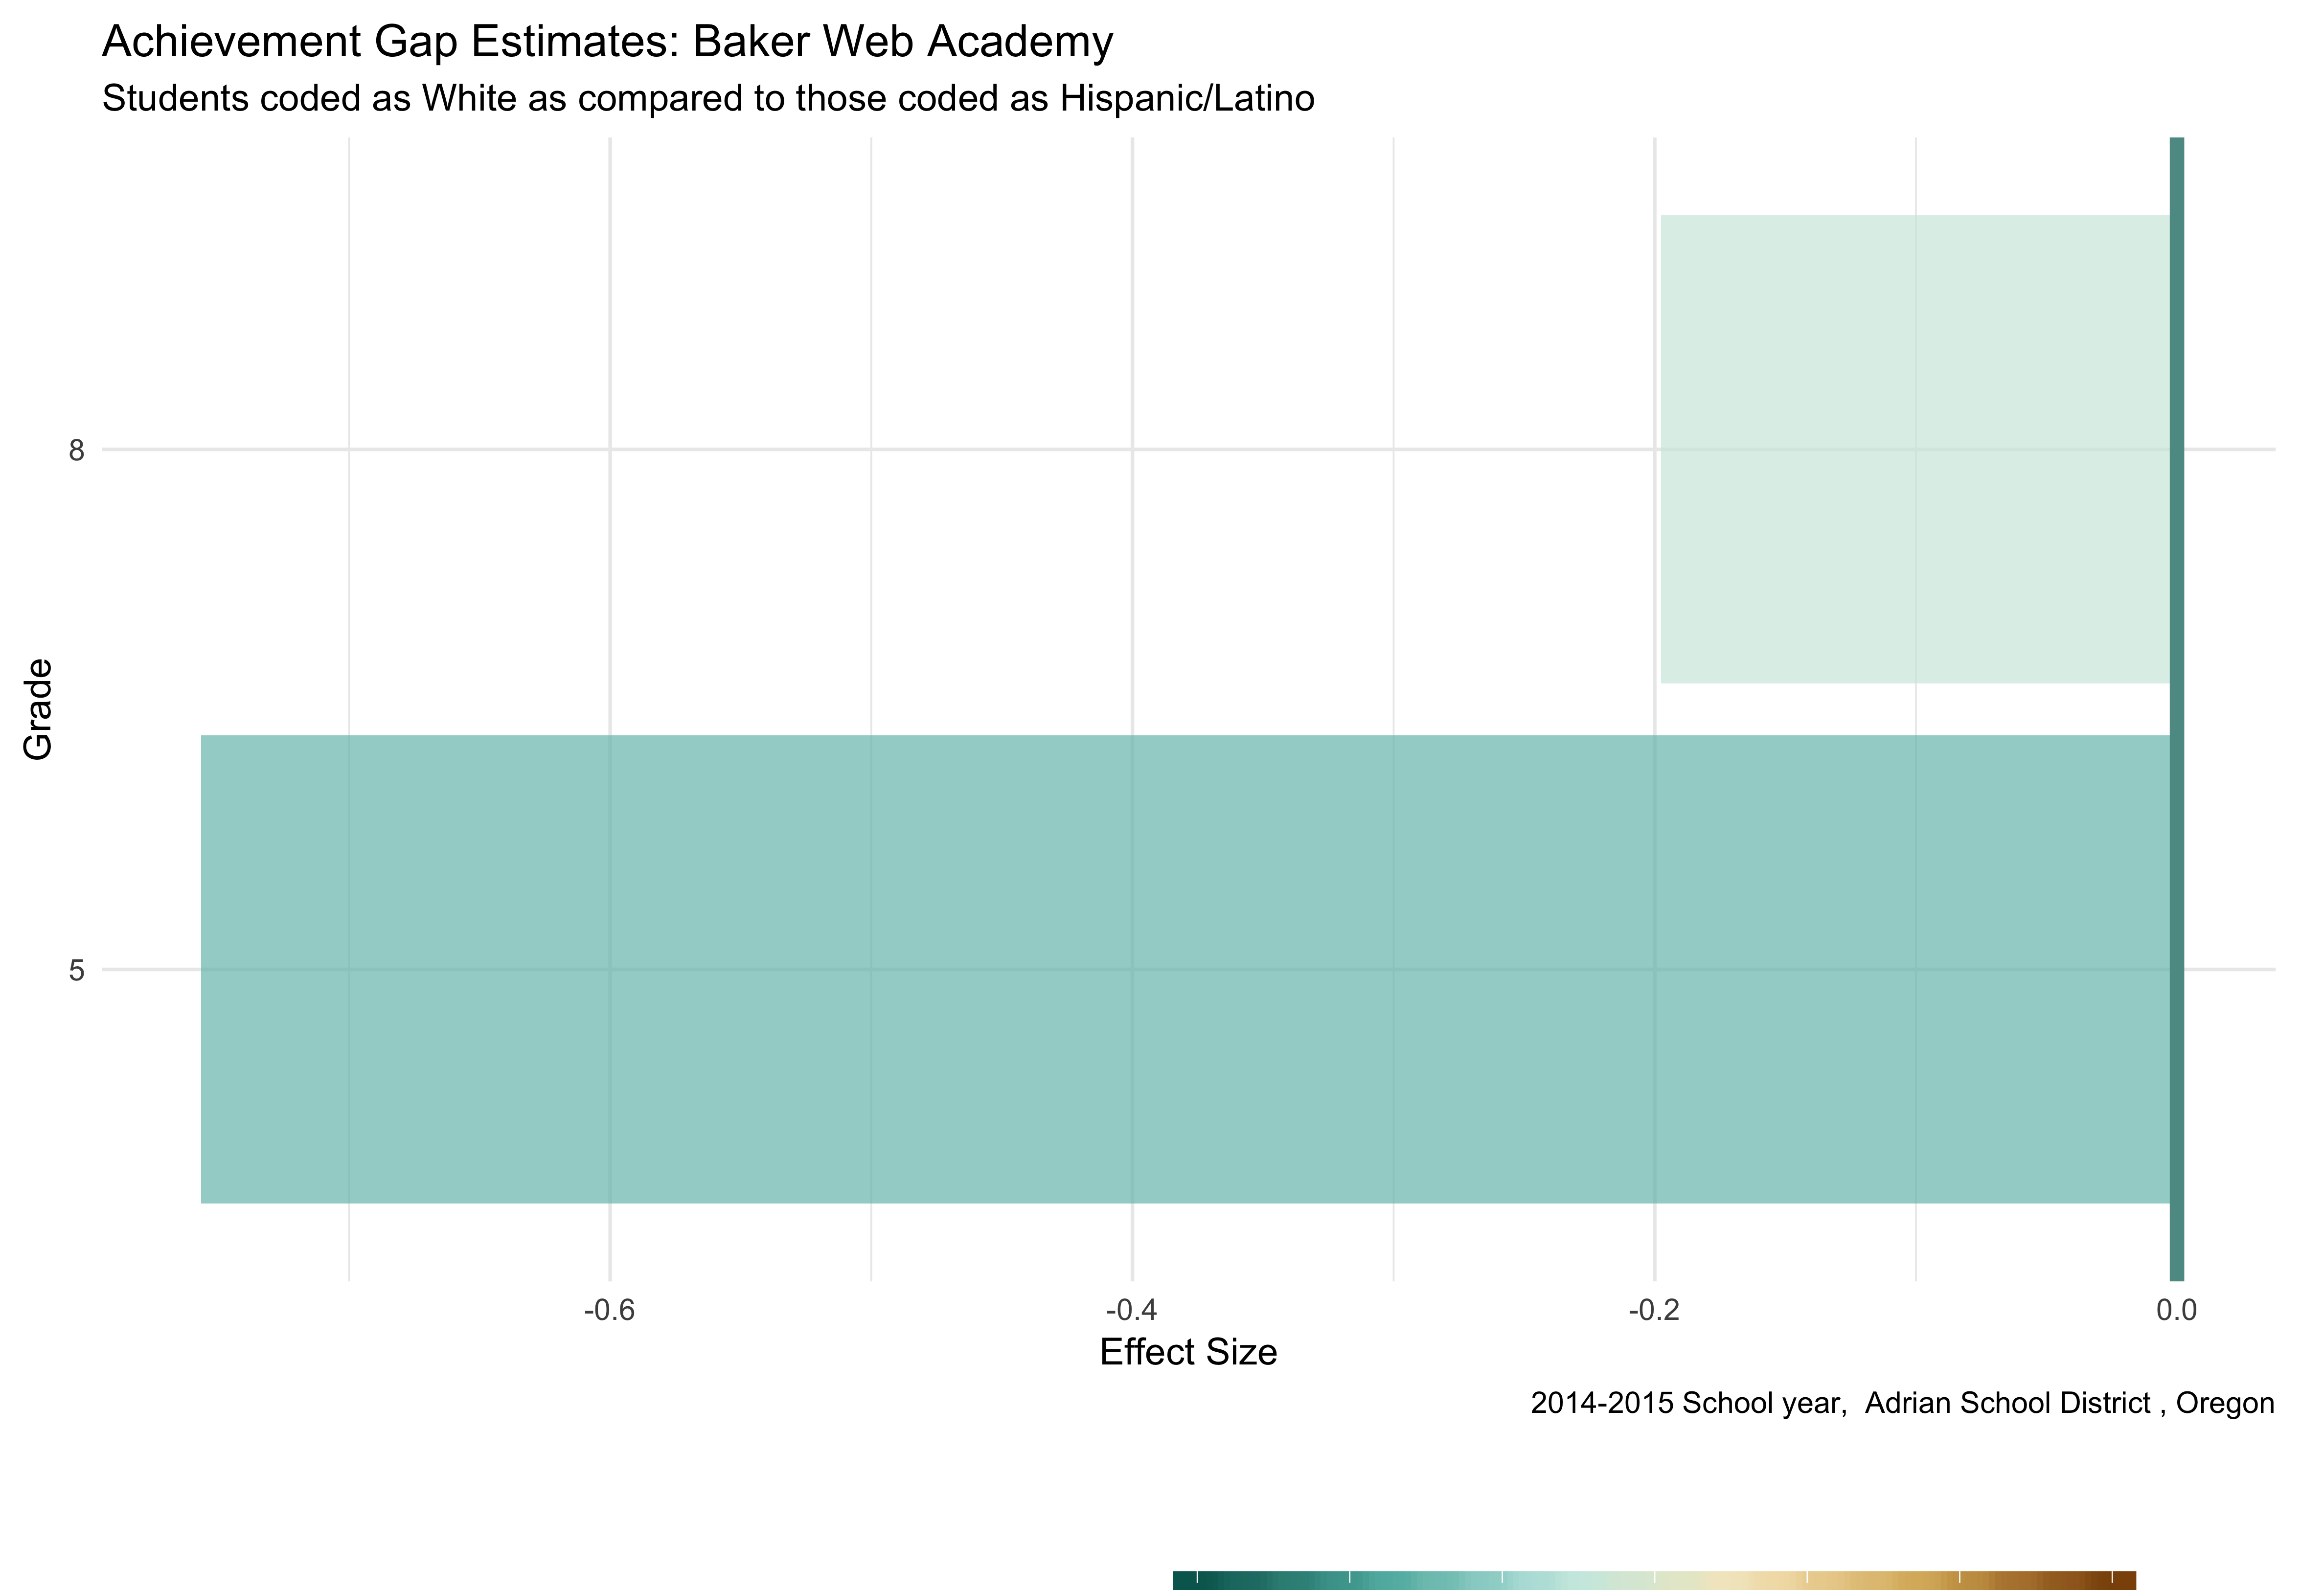 Achievement Gap Estimates: Baker Web Academy
Students coded as White as compared to those coded as Hispanic/Latino
8
Grade
5
-0.6 -0.4 -0.2 0.0
Effect Size
2014-2015 School year,  Adrian School District , Oregon